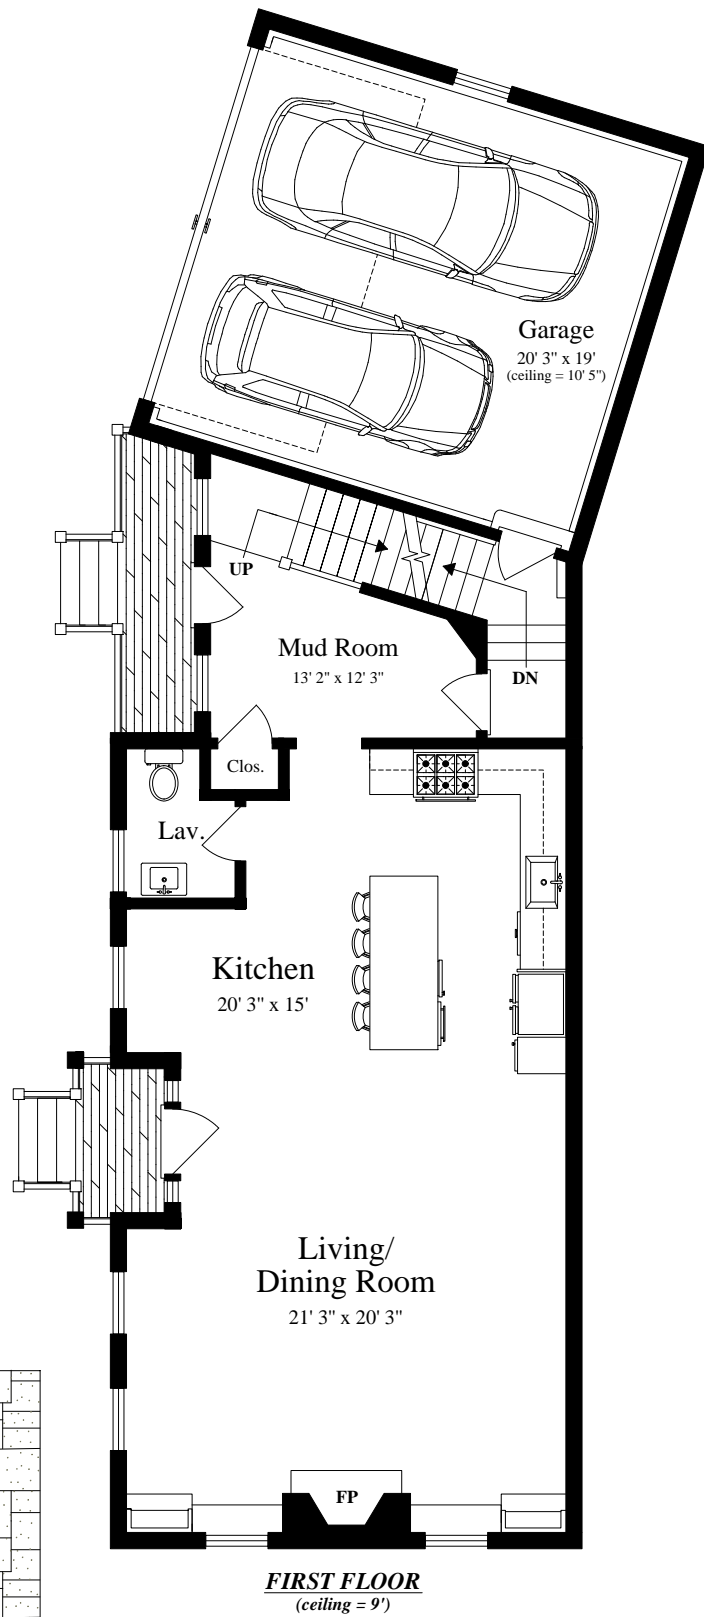 Garage
20' 3" x 19'
(ceiling = 10' 5")
UP
Mud Room
13' 2" x 12' 3"
DN
Clos.
Lav.
Kitchen
20' 3" x 15'
Living/
Dining Room
21' 3" x 20' 3"
FP
FIRST FLOOR
(ceiling = 9')